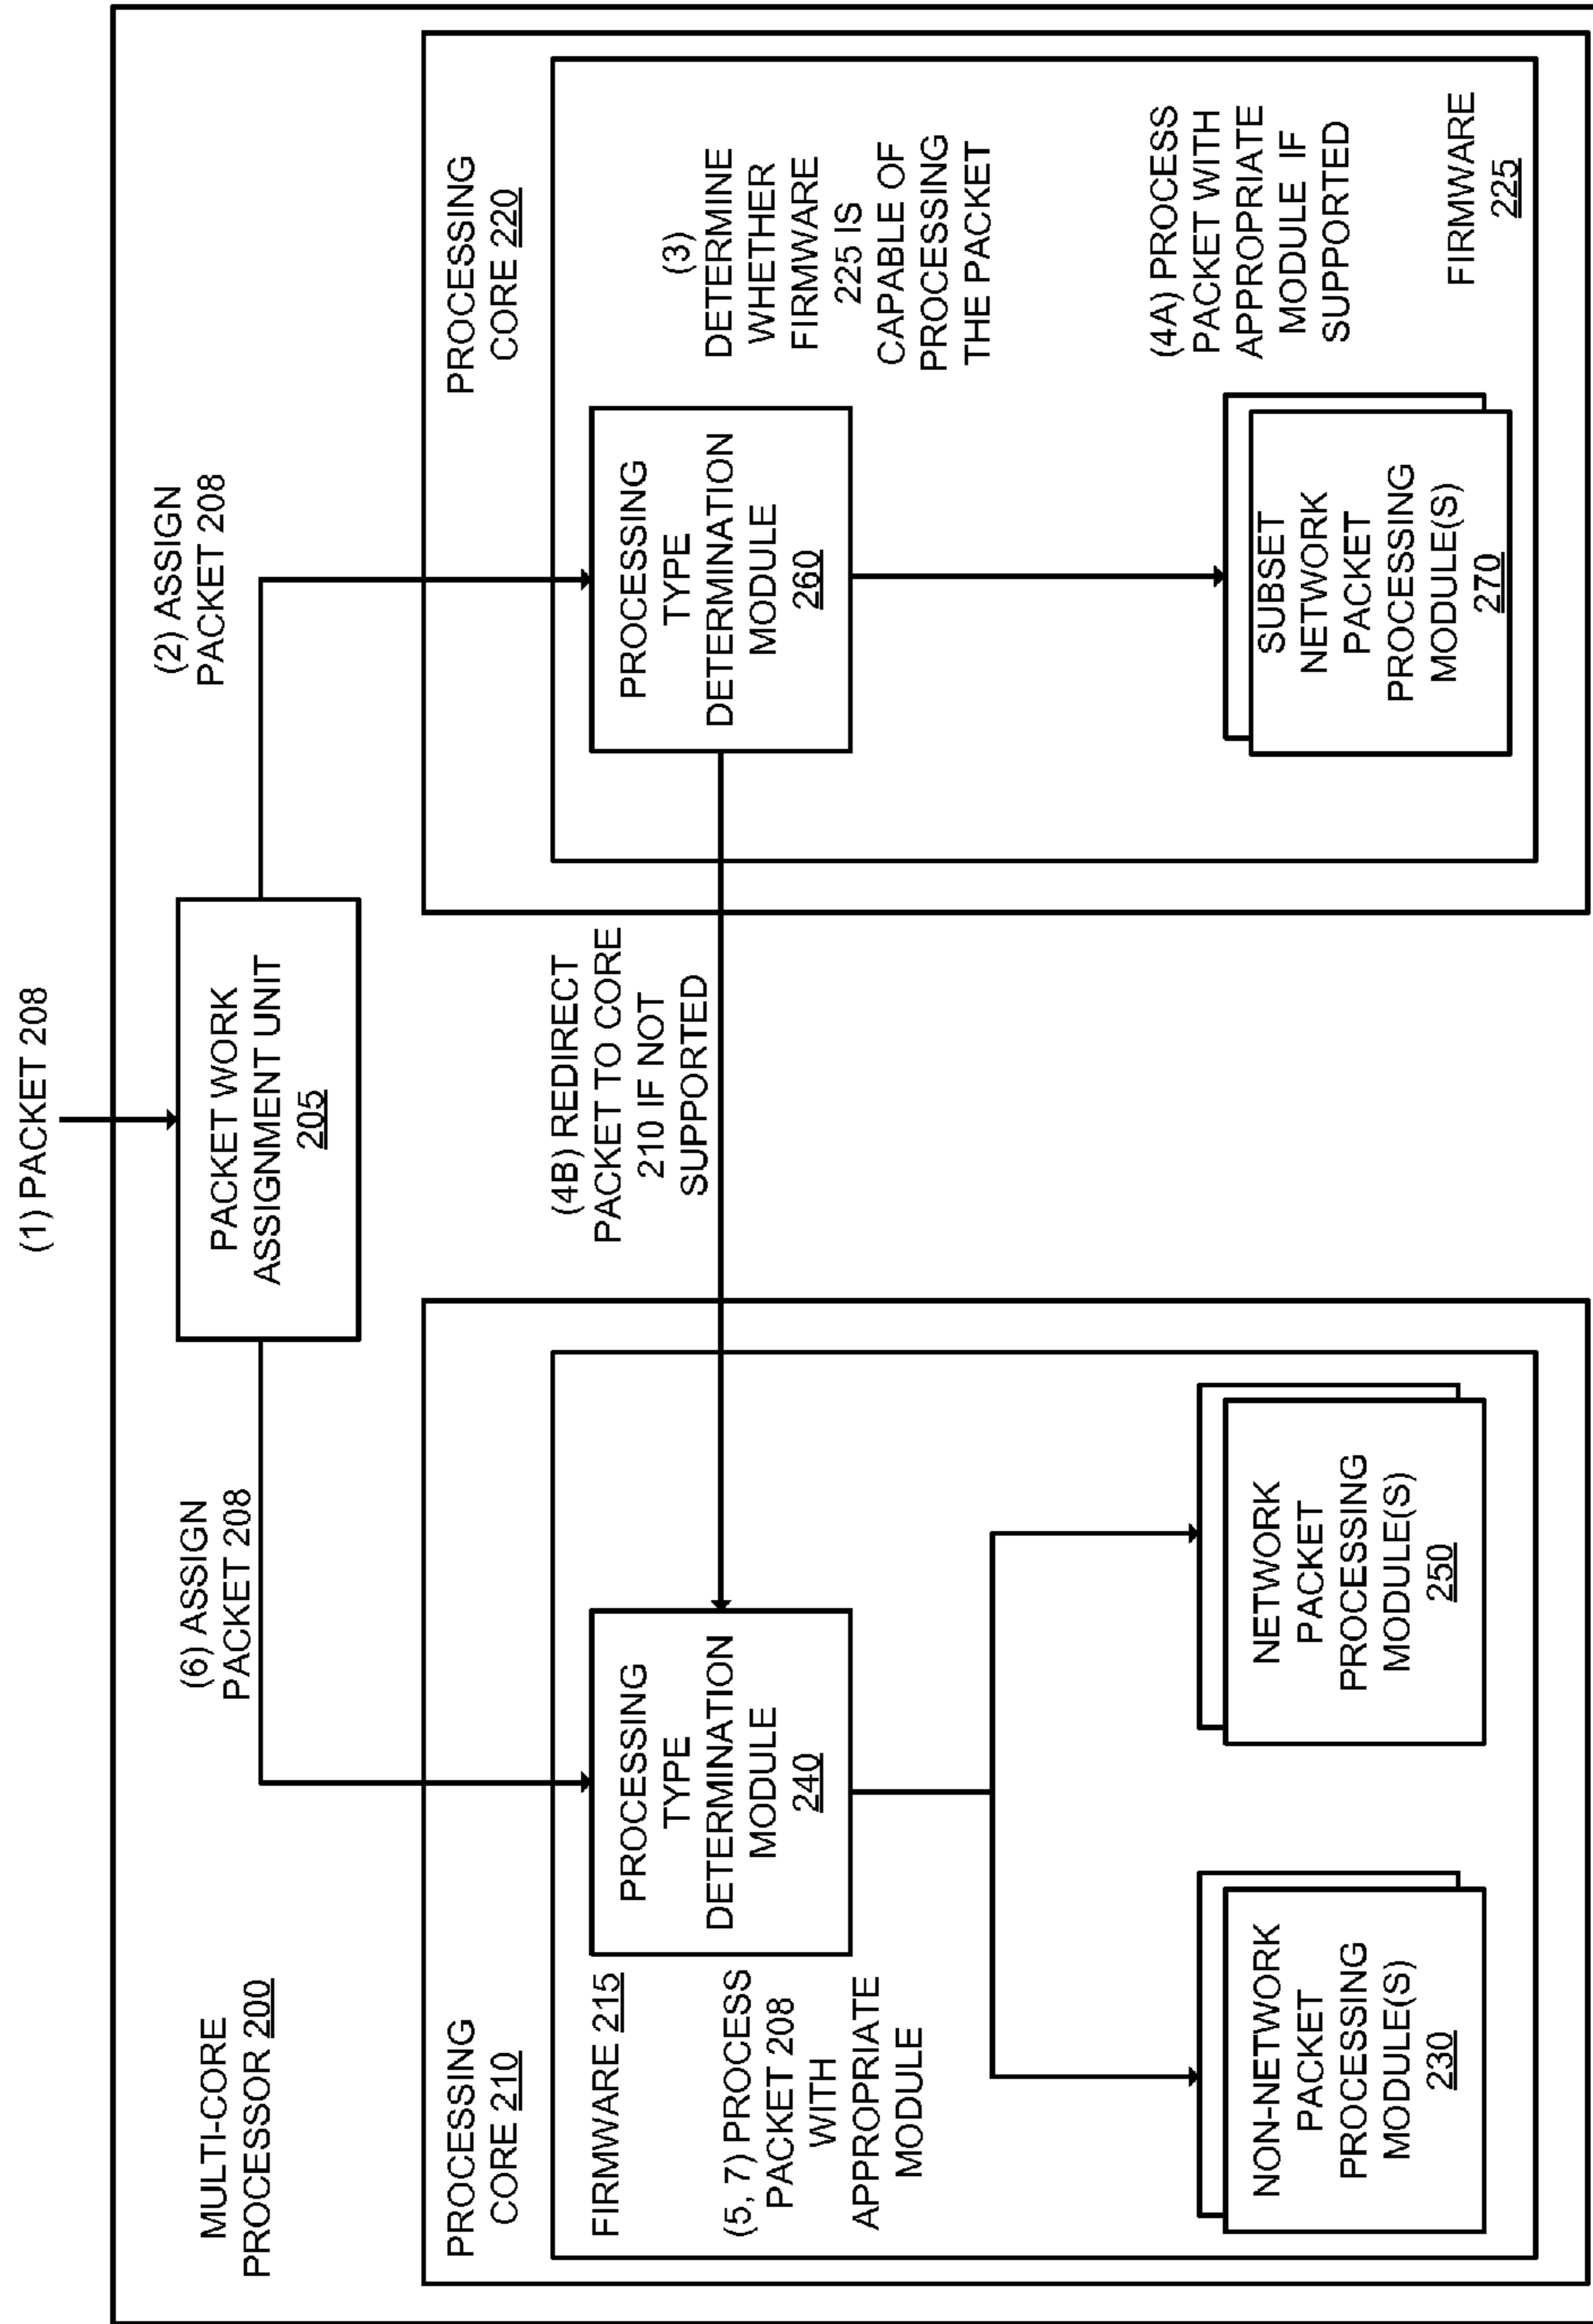 (1) PACKET 208
MULTI-CORE
PROCESSOR 200
(6) ASSIGN
PACKET 208
PACKET WORK
ASSIGNMENT UNIT
205
(2) ASSIGN
PACKET 208
PROCESSING
CORE 210
FIRMWARE 215
(5, 7) PROCESS
PACKET 208
WITH
APPROPRIATE
MODULE
PROCESSING
TYPE
DETERMINATION
MODULE
240
NON-NETWORK
PACKET
PROCESSING
MODULE(S)
230
NETWORK
PACKET
PROCESSING
MODULE(S)
250
(4B) REDIRECT
PACKET TO CORE
210 IF NOT
SUPPORTED
PROCESSING
CORE 220
PROCESSING
TYPE
DETERMINATION
MODULE
260
(3)
DETERMINE
WHETHER
FIRMWARE
225 IS
CAPABLE OF
PROCESSING
THE PACKET
SUBSET
NETWORK
PACKET
PROCESSING
MODULE(S)
270
(4A) PROCESS
PACKET WITH
APPROPRIATE
MODULE IF
SUPPORTED
FIRMWARE
225